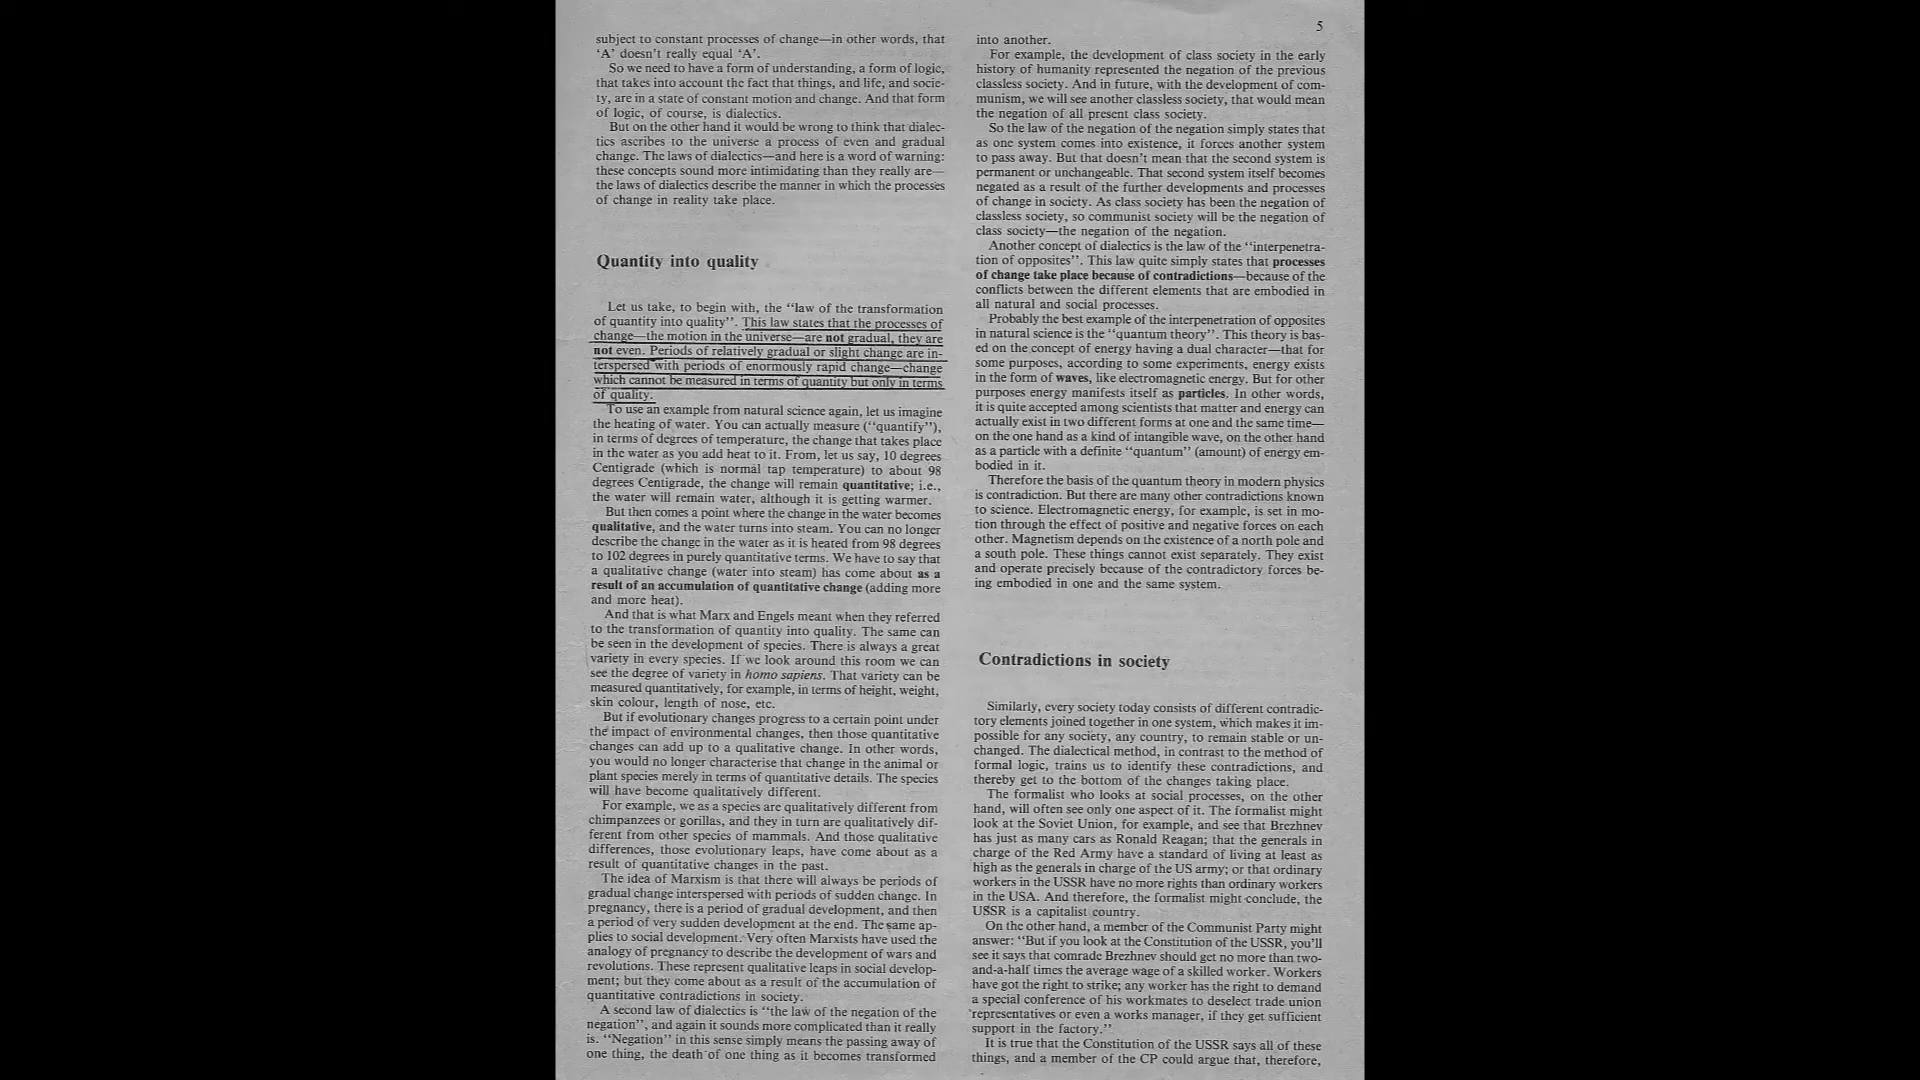 5
subject to constant processes of change—in other words, that
‘A’ doesn’t really equal ‘A’.
So we need to have a form of understanding, a form of logic,
that takes into account the fact that things, and life, and socie-
ty, are in a state of constant motion and change. And that form
of logic, of course, is dialectics.
But on the other hand it would be wrong to think that dialec-
tics ascribes to the universe a process of even and gradual
change. The laws of dialectics—and here is a word of warning:
these concepts sound more intimidating than they really are—
the laws of dialectics describe the manner in which the processes
of change in reality take place.
Quantity into quality
Let us take, to begin with, the “law of the transformation
of quantity into quality”. This law states that the processes of
change—the motion in the universe—are not gradual, they are
not even. Periods of relatively gradual or slight change are in-
terspersed with periods of enormously rapid change—change
which cannot be measured in terms of quantity but only in terms
of quality.
To use an example from natural science again, let us imagine
the heating of water. You can actually measure (“quantify”),
in terms of degrees of temperature, the change that takes place
in the water as you add heat to it. From, let us say, 10 degrees
Centigrade (which is normal tap temperature) to about 98
degrees Centigrade, the change will remain quantitative; i.e.,
the water will remain water, although it is getting warmer.
But then comes a point where the change in the water becomes
qualitative, and the water turns into steam. You can no longer
describe the change in the water as it is heated from 98 degrees
to 102 degrees in purely quantitative terms. We have to say that
a qualitative change (water into steam) has come about as a
result of an accumulation of quantitative change (adding more
and more heat).
And that is what Marx and Engels meant when they referred
to the transformation of quantity into quality. The same can
be seen in the development of species. There is always a great
variety in every species. If we look around this room we can
see the degree of variety in homo sapiens. That variety can be
measured quantitatively, for example, in terms of height, weight,
skin colour, length of nose, etc.
But if evolutionary changes progress to a certain point under
the impact of environmental changes, then those quantitative
changes can add up to a qualitative change. In other words,
you would no longer characterise that change in the animal or
plant species merely in terms of quantitative details. The species
will have become qualitatively different.
For example, we as a species are qualitatively different from
chimpanzees or gorillas, and they in turn are qualitatively dif-
ferent from other species of mammals. And those qualitative
differences, those evolutionary leaps, have come about as a
result of quantitative changes in the past.
The idea of Marxism is that there will always be periods of
gradual change interspersed with periods of sudden change. In
pregnancy, there is a period of gradual development, and then
a period of very sudden development at the end. The same ap-
plies to social development. Very often Marxists have used the
analogy of pregnancy to describe the development of wars and
revolutions. These represent qualitative leaps in social develop-
ment; but they come about as a result of the accumulation of
quantitative contradictions in society.
A second law of dialectics is “the law of the negation of the
negation”, and again it sounds more complicated than it really
is. “Negation” in this sense simply means the passing away of
one thing, the death of one thing as it becomes transformed
into another.
For example, the development of class society in the early
history of humanity represented the negation of the previous
classless society. And in future, with the development of com-
munism, we will see another classless society, that would mean
the negation of all present class society.
So the law of the negation of the negation simply states that
as one system comes into existence, it forces another system
to pass away. But that doesn’t mean that the second system is
permanent or unchangeable. That second system itself becomes
negated as a result of the further developments and processes
of change in society. As class society has been the negation of
classless society, so communist society will be the negation of
class society—the negation of the negation.
Another concept of dialectics is the law of the “interpenetra-
tion of opposites”. This law quite simply states that processes
of change take place because of contradictions—because of the
conflicts between the different elements that are embodied in
all natural and social processes.
Probably the best example of the interpenetration of opposites
in natural science is the “quantum theory”. This theory is bas-
ed on the concept of energy having a dual character—that for
some purposes, according to some experiments, energy exists
in the form of waves, like electromagnetic energy. But for other
purposes energy manifests itself as particles. In other words,
it is quite accepted among scientists that matter and energy can
actually exist in two different forms at one and the same time—
on the one hand as a kind of intangible wave, on the other hand
as a particle with a definite “quantum” (amount) of energy em-
bodied in it.
Therefore the basis of the quantum theory in modern physics
is contradiction. But there are many other contradictions known
to science. Electromagnetic energy, for example, is set in mo-
tion through the effect of positive and negative forces on each
other. Magnetism depends on the existence of a north pole and
a south pole. These things cannot exist separately. They exist
and operate precisely because of the contradictory forces be-
ing embodied in one and the same system.
Contradictions in society
Similarly, every society today consists of different contradic-
tory elements joined together in one system, which makes it im-
possible for any society, any country, to remain stable or un-
changed. The dialectical method, in contrast to the method of
formal logic, trains us to identify these contradictions, and
thereby get to the bottom of the changes taking place.
The formalist who looks at social processes, on the other
hand, will often see only one aspect of it. The formalist might
look at the Soviet Union, for example, and see that Brezhnev
has just as many cars as Ronald Reagan; that the generals in
charge of the Red Army have a standard of living at least as
high as the generals in charge of the US army; or that ordinary
workers in the USSR have no more rights than ordinary workers
in the USA. And therefore, the formalist might conclude, the
USSR is a capitalist country.
On the other hand, a member of the Communist Party might
answer: “But if you look at the Constitution of the USSR, you’ll
see it says that comrade Brezhnev should get no more than two-
and-a-half times the average wage of a skilled worker. Workers
have got the right to strike; any worker has the right to demand
a special conference of his workmates to deselect trade union
representatives or even a works manager, if they get sufficient
support in the factory.”
It is true that the Constitution of the USSR says all of these
things, and a member of the CP could argue that, therefore,